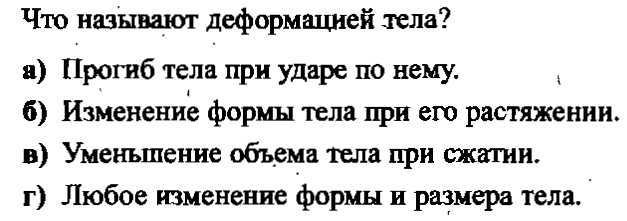 Что называют деформацией тела?
а) Прогиб тела при ударе по нему.
б) Изменение формы тела при его растяжении.
в) Уменьшение объема тела при сжатии.
г) Любое изменение формы и размера тела.